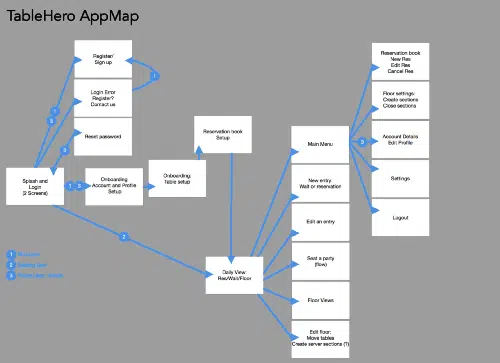 TableHero AppMap
Register/
Sign up
Login Error
Register?
Contact us
Reset password
Splash and
Login
(2 Screens)
Onboarding
Account and Profile
Setup
Onboarding:
Table setup
Reservation book
Setup
Daily View:
Res/Wait/Floor
Main Menu
New entry:
Wait or reservation
Edit an entry
Seat a party
(flow)
Floor Views
Edit floor:
Move tables
Create server sections (?)
Reservation book
New Res
Edit Res
Cancel Res
Floor settings:
Create sections
Close sections
Account Details
Edit Profile
Settings
Logout
1
2
3